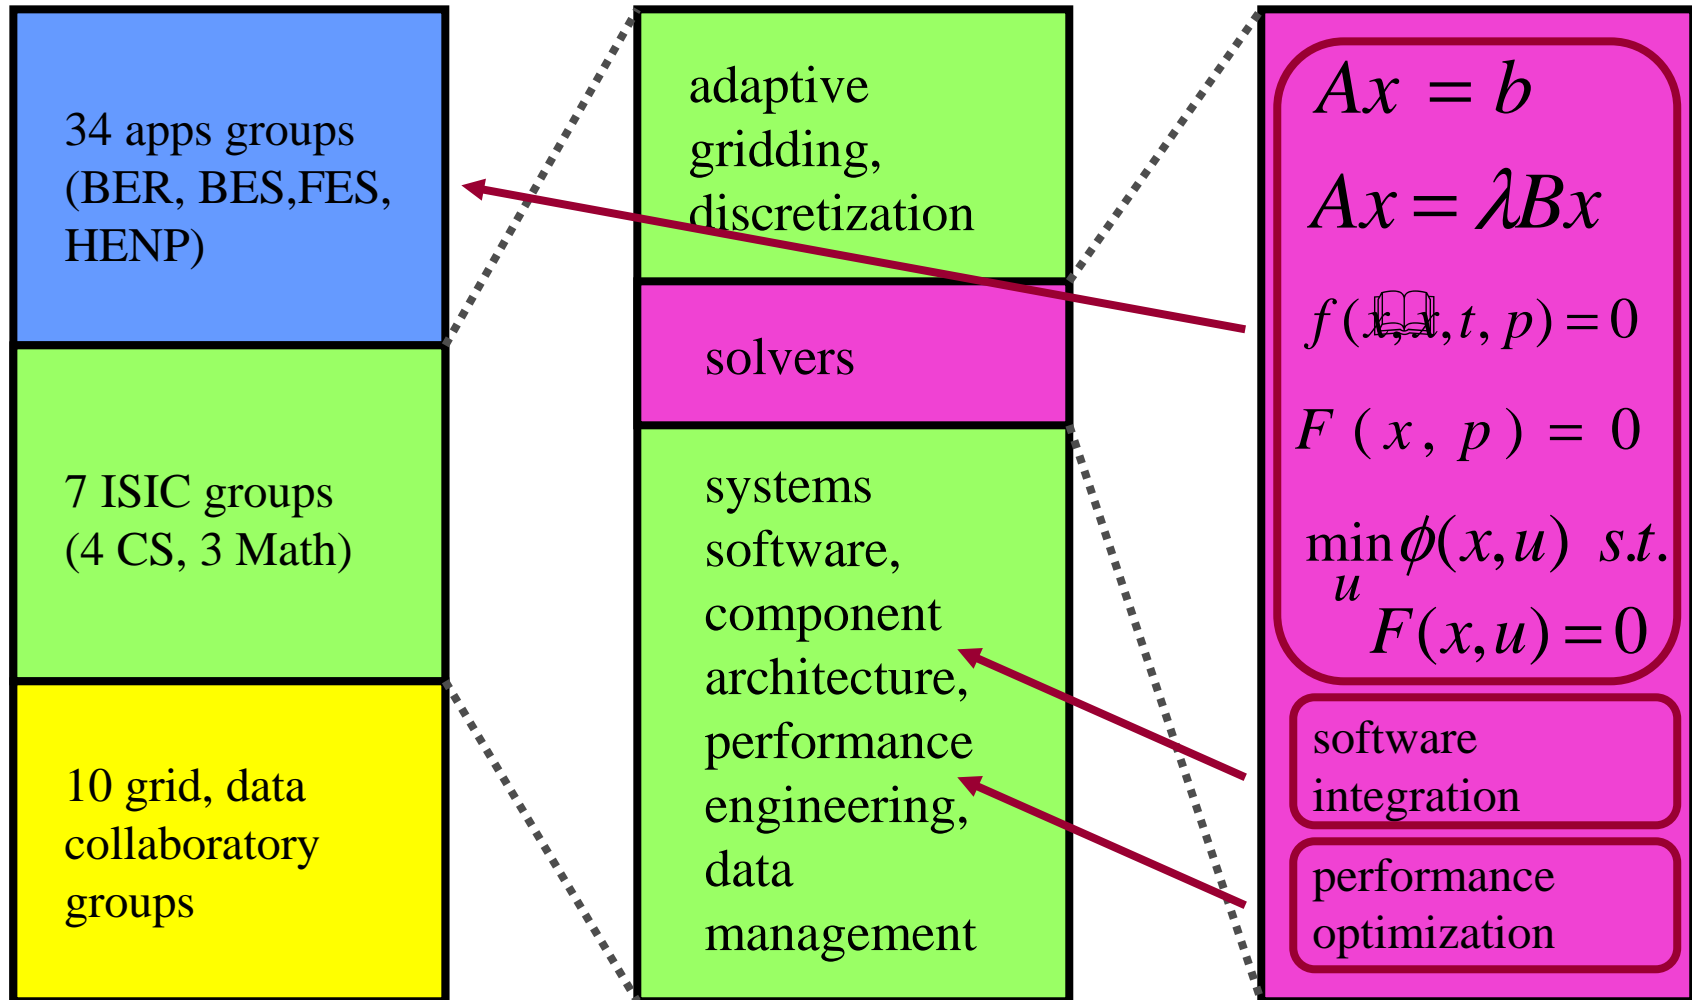 34 apps groups
(BER, BES,FES,
HENP)
7 ISIC groups
(4 CS, 3 Math)
10 grid, data
collaboratory
groups
adaptive
gridding,
discretization
solvers
systems
software,
component
architecture,
performance
engineering,
data
management
Ax = b
Ax = λBx
f(x,x,t,p) = 0
F(x,p) = 0
min ϕ(x,u) s.t.
u
F(x,u) = 0
software
integration
performance
optimization